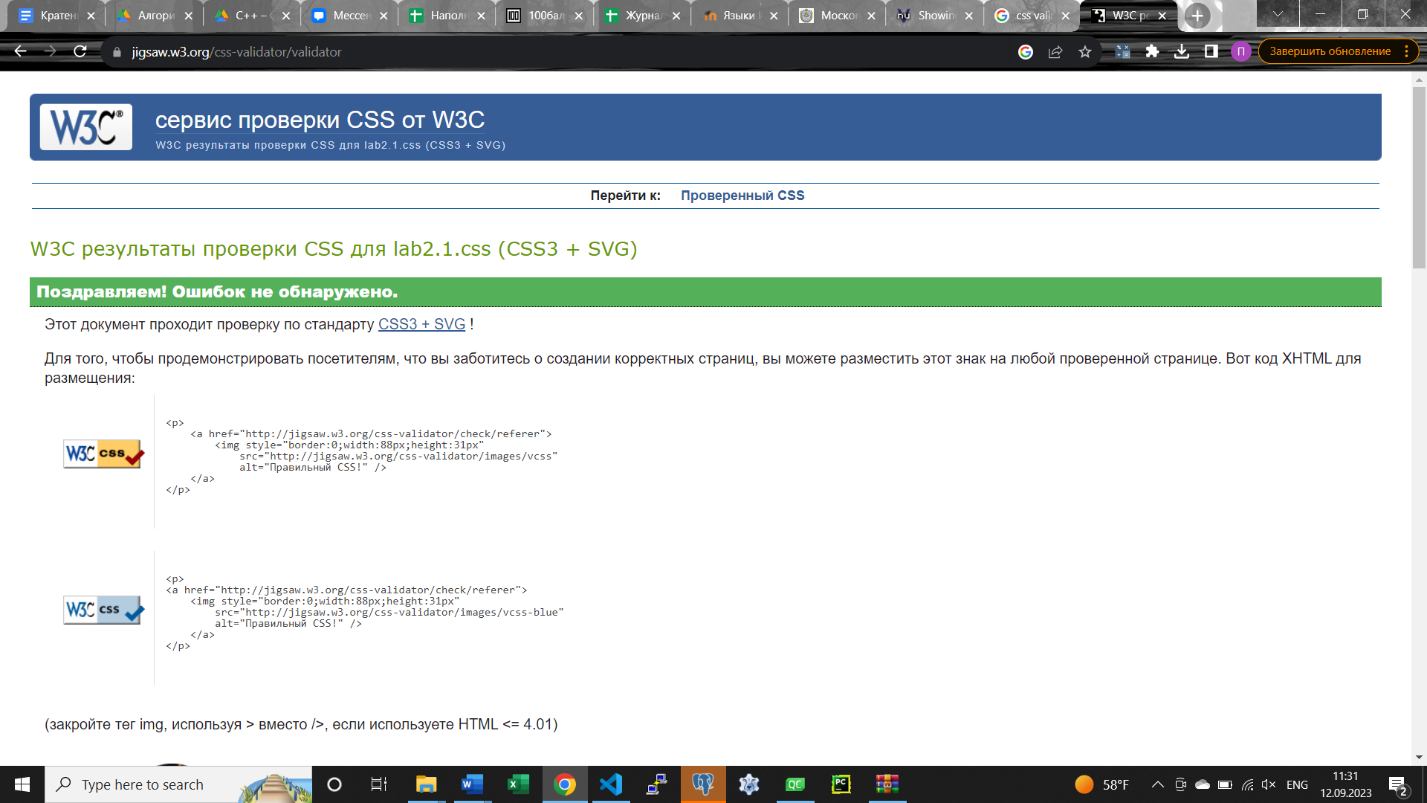 Кратен
Алгори
C++ –
Мессен
Наполн
100бал
Журна
Языки
Москов
Showin
css vali
W3C ре
jigsaw.w3.org/css-validator/validator
П
Завершить обновление
W3C®
сервис проверки CSS от W3C
W3C результаты проверки CSS для lab2.1.css (CSS3 + SVG)
Перейти к: Проверенный CSS
W3C результаты проверки CSS для lab2.1.css (CSS3 + SVG)
Поздравляем! Ошибок не обнаружено.
Этот документ проходит проверку по стандарту CSS3 + SVG !
Для того, чтобы продемонстрировать посетителям, что вы заботитесь о создании корректных страниц, вы можете разместить этот знак на любой проверенной странице. Вот код XHTML для
размещения:
W3C css
<p>
<a href="http://jigsaw.w3.org/css-validator/check/referer">
<img style="border:0;width:88px;height:31px"
src="http://jigsaw.w3.org/css-validator/images/vcss"
alt="Правильный CSS!" />
</a>
</p>
W3C css
<p>
<a href="http://jigsaw.w3.org/css-validator/check/referer">
<img style="border:0;width:88px;height:31px"
src="http://jigsaw.w3.org/css-validator/images/vcss-blue"
alt="Правильный CSS!" />
</a>
</p>
(закройте тег img, используя > вместо />, если используете HTML <= 4.01)
Type here to search
58°F
ENG
11:31
12.09.2023
2